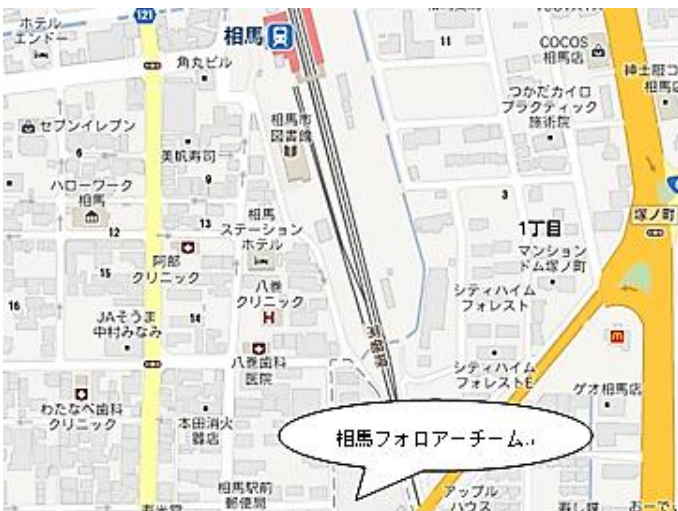 ホテル
エンドー
121
相馬
角丸ビル
11
COCOS
相馬店
紳士服コ
相馬店
つかだカイロ
プラクティック
施術院
セブンイレブン
相馬市
図書館
6
美帆寿司
9
ハローワーク
相馬
3
塚ノ町
13
相馬
ステーション
ホテル
12
1丁目
マンション
ドム塚ノ町
阿部
クリニック
15
八巻
クリニック
H
シティハイム
フォレスト
16
JAそうま
中村みなみ
14
常磐線
八巻歯科
医院
シティハイム
フォレストE
ゲオ相馬店
わたなべ歯科
クリニック
本田消火
器店
相馬フォロアーチーム..
相馬駅前
郵便局
アップル
ハウス